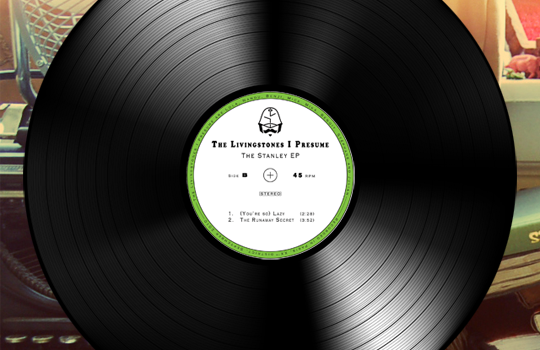 The Livingstones I Presume
The Stanley EP
Side B 45 RPM
STEREO
1. (You're so) Lazy (2:28)
2. The Runaway Secret (3:52)